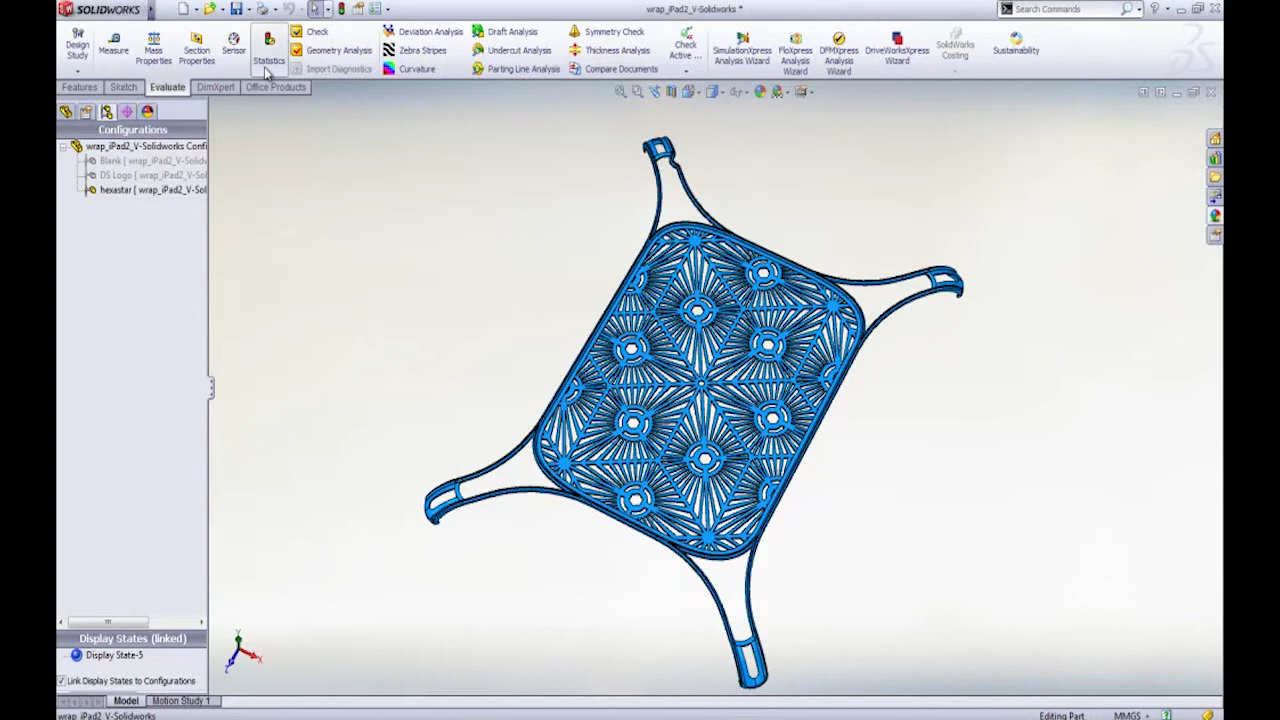 SOLIDWORKS
wrap_iPad2_V-Solidworks *
Search Commands
Design Study
Measure
Mass Properties
Section Properties
Sensor
Statistics
Check
Geometry Analysis
Import Diagnostics
Deviation Analysis
Zebra Stripes
Curvature
Draft Analysis
Undercut Analysis
Parting Line Analysis
Symmetry Check
Thickness Analysis
Compare Documents
Check Active ...
SimulationXpress Analysis Wizard
FloXpress Analysis Wizard
DFMXpress Analysis Wizard
DriveWorksXpress Wizard
SolidWorks Costing
Sustainability
Features
Sketch
Evaluate
DimXpert
Office Products
Configurations
wrap_iPad2_V-Solidworks Confi
Blank [ wrap_iPad2_V-Solidw
DS Logo [ wrap_iPad2_V-Sol
hexastar [ wrap_iPad2_V-Sol
Display States (linked)
Display State-5
Link Display States to Configurations
Model
Motion Study 1
wrap_iPad2_V-Solidworks
Editing Part
MMGS
Y
X
Z